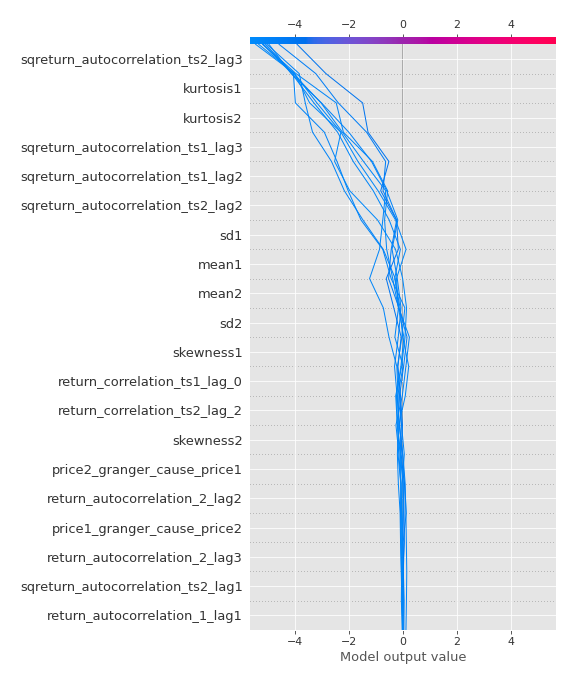 −4 −2 0 2 4
sqreturn_autocorrelation_ts2_lag3
kurtosis1
kurtosis2
sqreturn_autocorrelation_ts1_lag3
sqreturn_autocorrelation_ts1_lag2
sqreturn_autocorrelation_ts2_lag2
sd1
mean1
mean2
sd2
skewness1
return_correlation_ts1_lag_0
return_correlation_ts2_lag_2
skewness2
price2_granger_cause_price1
return_autocorrelation_2_lag2
price1_granger_cause_price2
return_autocorrelation_2_lag3
sqreturn_autocorrelation_ts2_lag1
return_autocorrelation_1_lag1
−4 −2 0 2 4
Model output value